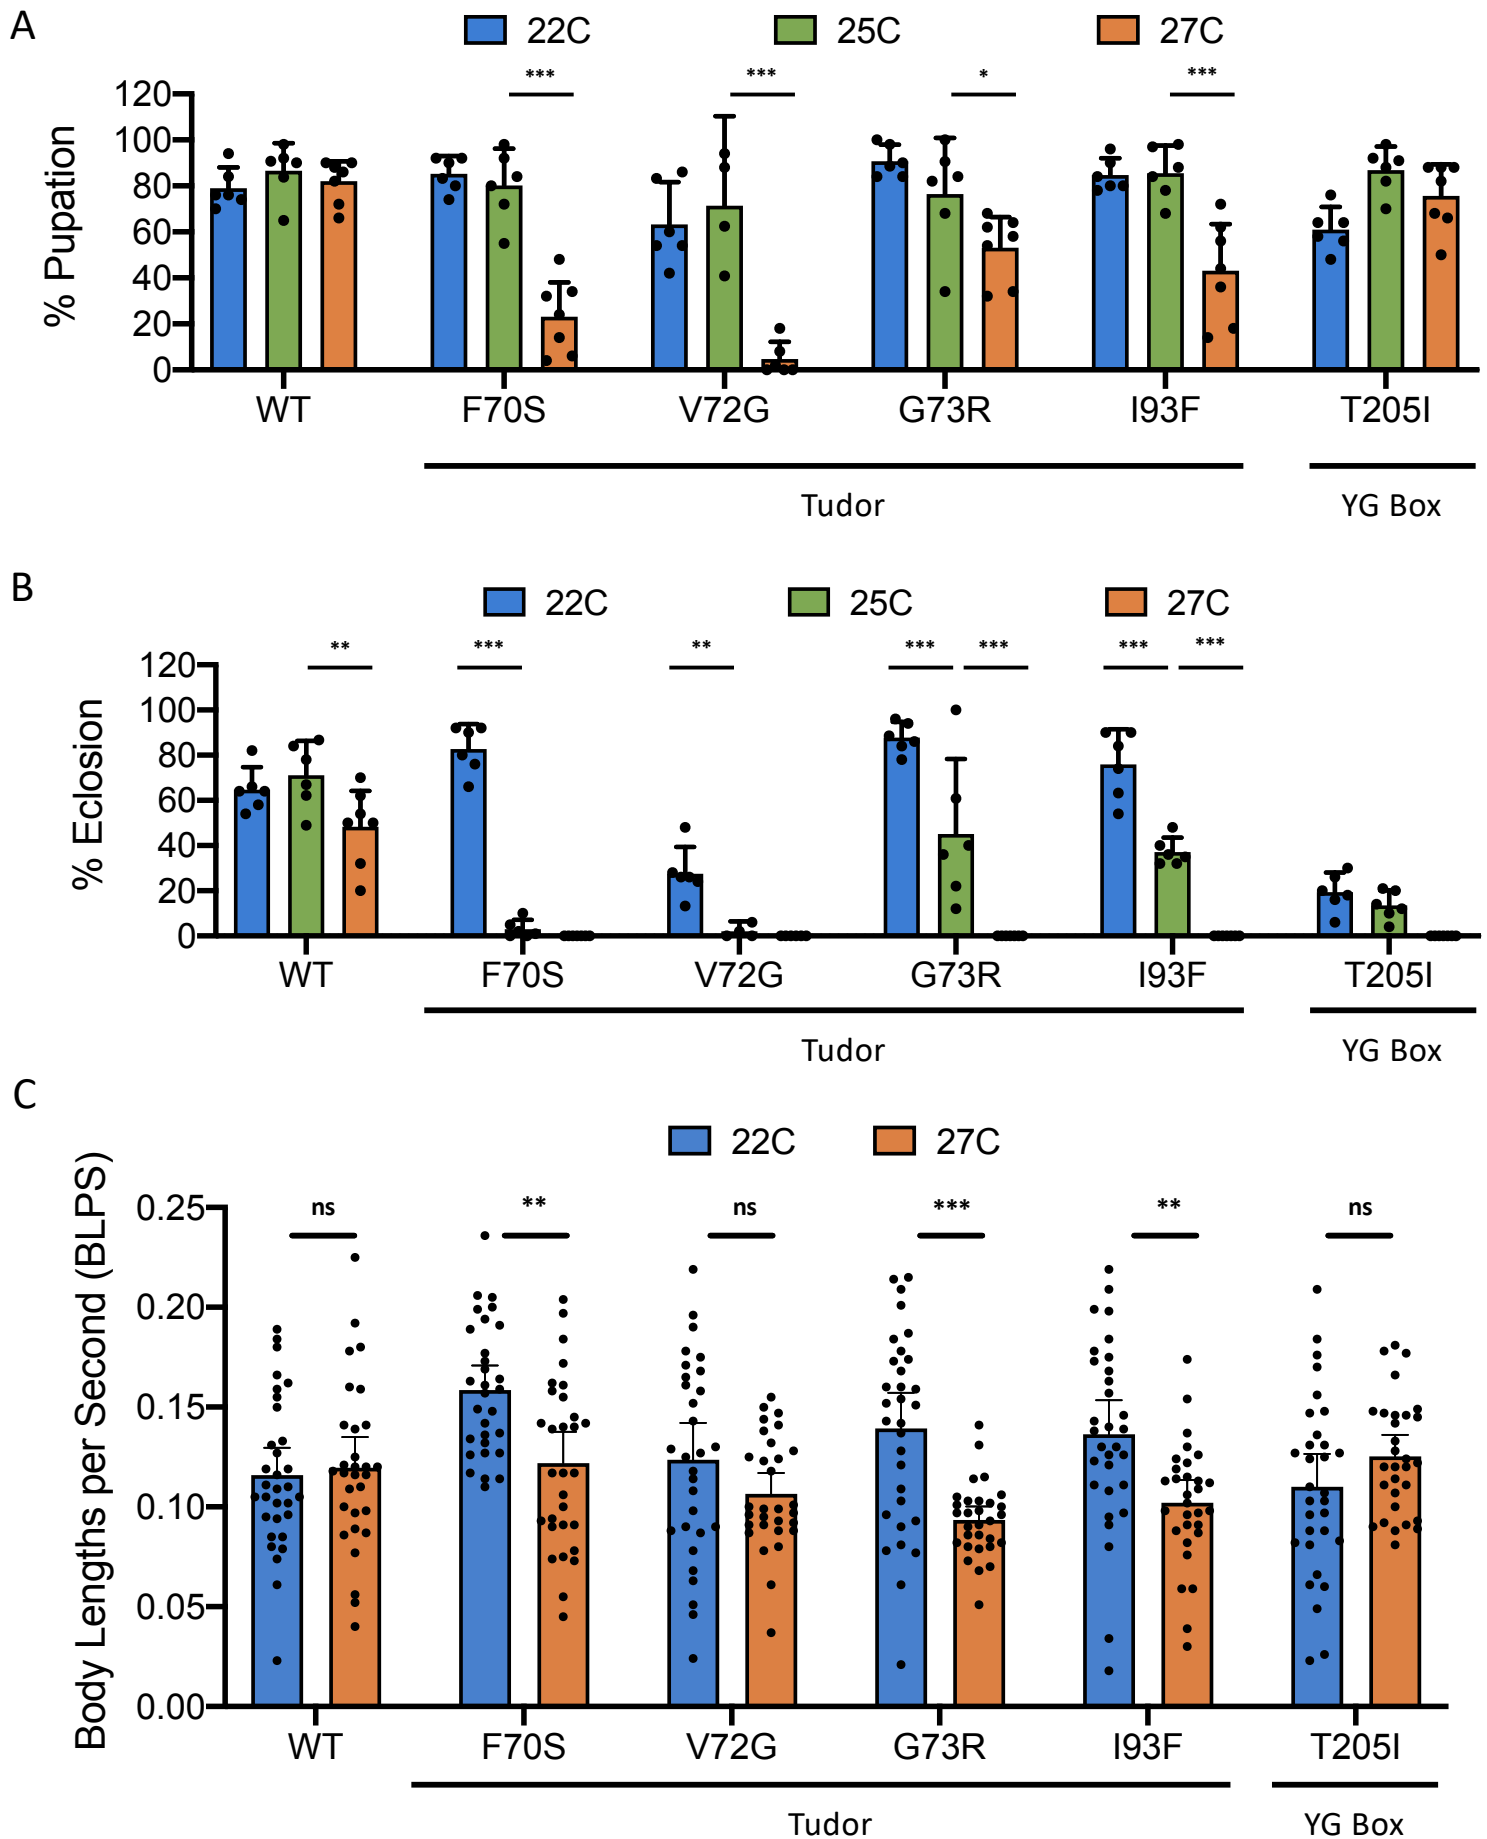 A
22C 25C 27C
*** *** * ***
120
100
80
60
40
20
0
% Pupation
WT F70S V72G G73R I93F T205I
Tudor YG Box
B
22C 25C 27C
** *** ** *** *** *** ***
120
100
80
60
40
20
0
% Eclosion
WT F70S V72G G73R I93F T205I
Tudor YG Box
C
22C 27C
ns ** ns *** ** ns
0.25
0.20
0.15
0.10
0.05
0.00
Body Lengths per Second (BLPS)
WT F70S V72G G73R I93F T205I
Tudor YG Box